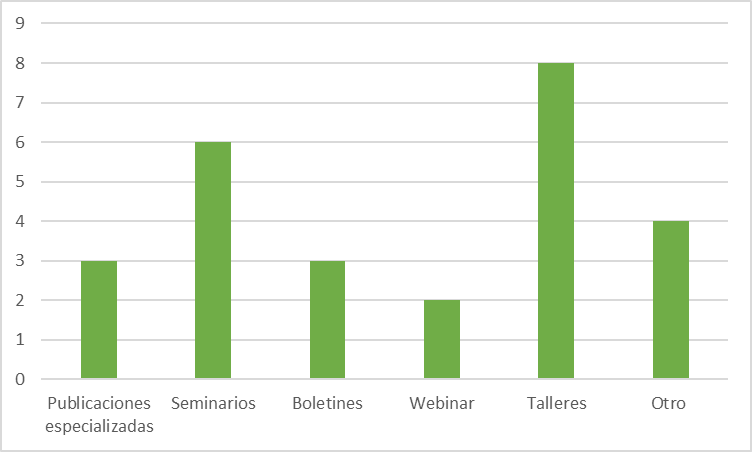 9
8
7
6
5
4
3
2
1
0
Publicaciones especializadas
Seminarios
Boletines
Webinar
Talleres
Otro